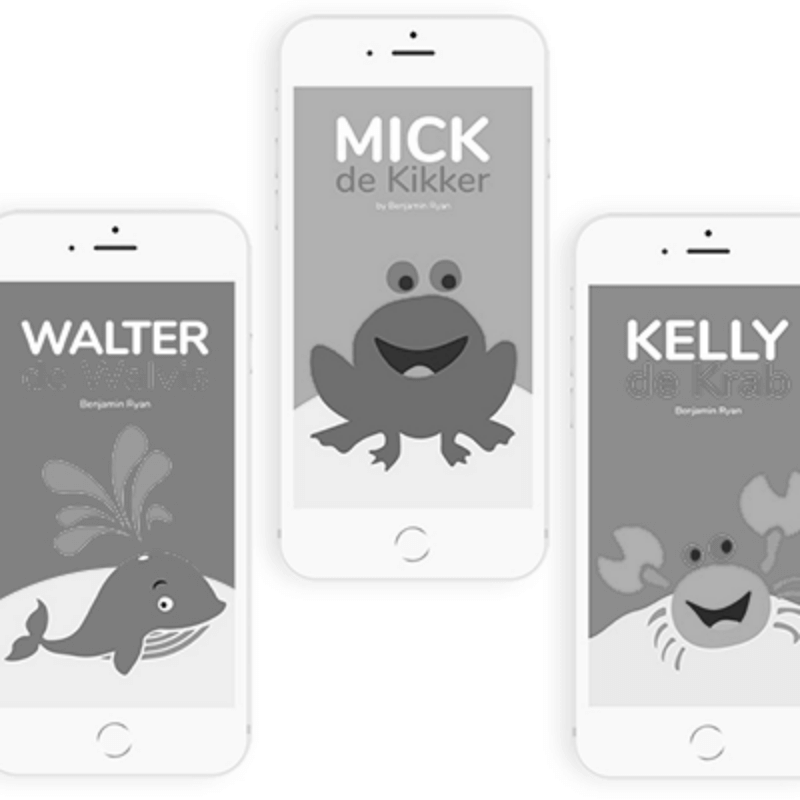 MICK
de Kikker
by Benjamin Ryan
WALTER
de Walvis
Benjamin Ryan
KELLY
de Krab
Benjamin Ryan